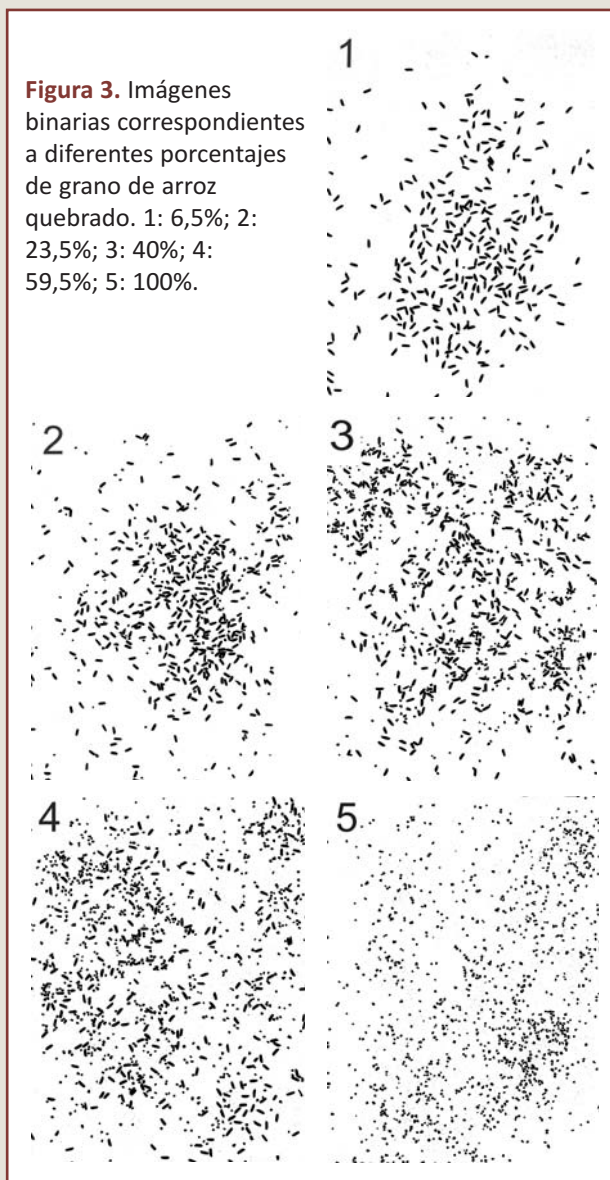 Figura 3. Imágenes
binarias correspondientes
a diferentes porcentajes
de grano de arroz
quebrado. 1: 6,5%; 2:
23,5%; 3: 40%; 4:
59,5%; 5: 100%.
1
2
3
4
5